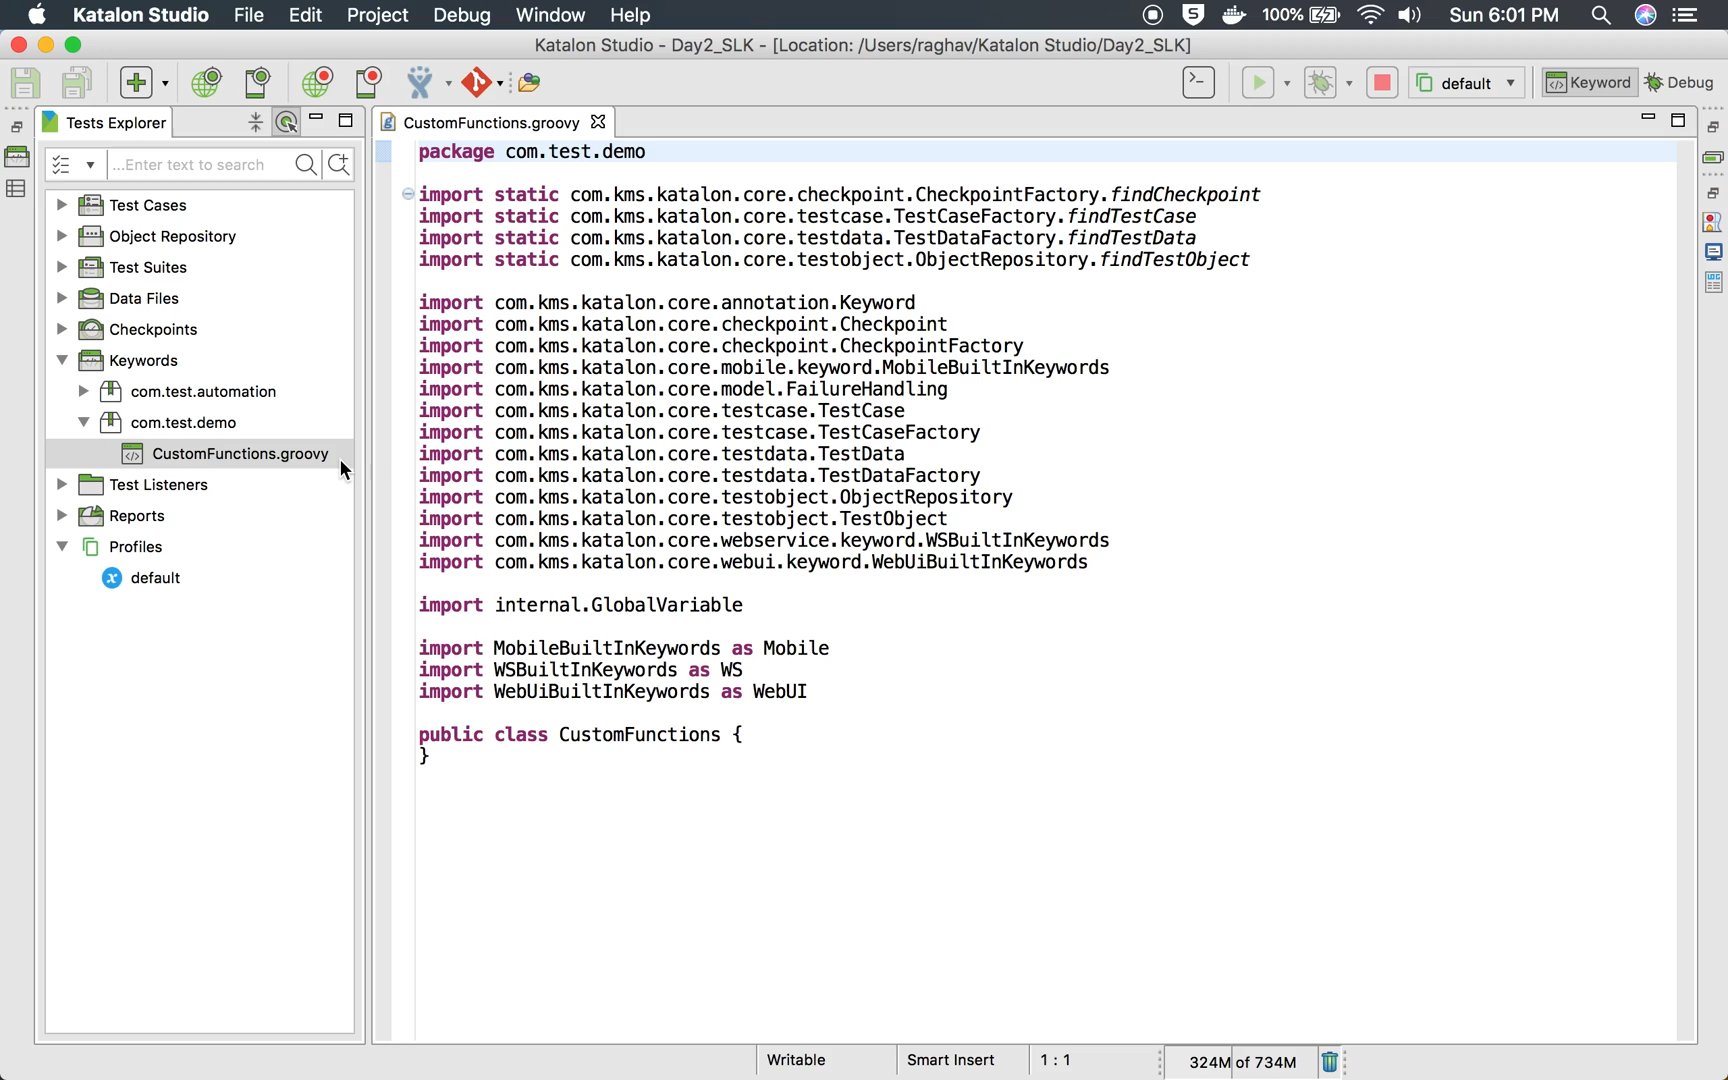 Katalon Studio File Edit Project Debug Window Help 100% Sun 6:01 PM
Katalon Studio - Day2_SLK - [Location: /Users/raghav/Katalon Studio/Day2_SLK]
default Keyword Debug
Tests Explorer
...Enter text to search
Test Cases
Object Repository
Test Suites
Data Files
Checkpoints
Keywords
com.test.automation
com.test.demo
CustomFunctions.groovy
Test Listeners
Reports
Profiles
default
CustomFunctions.groovy
package com.test.demo
import static com.kms.katalon.core.checkpoint.CheckpointFactory.findCheckpoint
import static com.kms.katalon.core.testcase.TestCaseFactory.findTestCase
import static com.kms.katalon.core.testdata.TestDataFactory.findTestData
import static com.kms.katalon.core.testobject.ObjectRepository.findTestObject
import com.kms.katalon.core.annotation.Keyword
import com.kms.katalon.core.checkpoint.Checkpoint
import com.kms.katalon.core.checkpoint.CheckpointFactory
import com.kms.katalon.core.mobile.keyword.MobileBuiltInKeywords
import com.kms.katalon.core.model.FailureHandling
import com.kms.katalon.core.testcase.TestCase
import com.kms.katalon.core.testcase.TestCaseFactory
import com.kms.katalon.core.testdata.TestData
import com.kms.katalon.core.testdata.TestDataFactory
import com.kms.katalon.core.testobject.ObjectRepository
import com.kms.katalon.core.testobject.TestObject
import com.kms.katalon.core.webservice.keyword.WSBuiltInKeywords
import com.kms.katalon.core.webui.keyword.WebUiBuiltInKeywords
import internal.GlobalVariable
import MobileBuiltInKeywords as Mobile
import WSBuiltInKeywords as WS
import WebUiBuiltInKeywords as WebUI
public class CustomFunctions {
}
Writable Smart Insert 1 : 1 324M of 734M